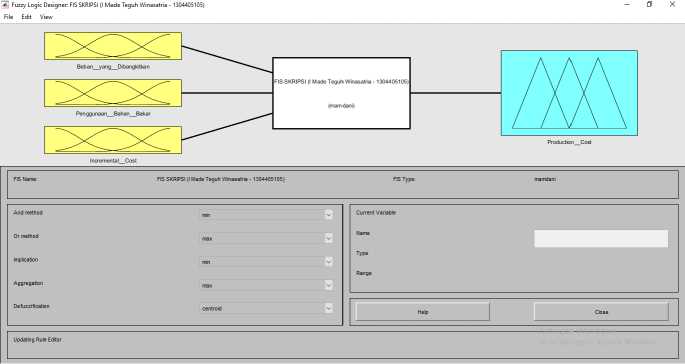 Fuzzy Logic Designer: FIS SKRIPSI (I Made Teguh Winasatria - 1304405105)
File Edit View
Beban__yang__Dibangkitkan
Penggunaan__Bahan__Bakar
Incremental__Cost
FIS SKRIPSI (I Made Teguh Winasatria - 1304405105)
(mamdani)
Production__Cost
FIS Name: FIS SKRIPSI (I Made Teguh Winasatria - 1304405105) FIS Type: mamdani
And method min
Or method max
Implication min
Aggregation max
Defuzzification centroid
Current Variable
Name
Type
Range
Help Close
Updating Rule Editor